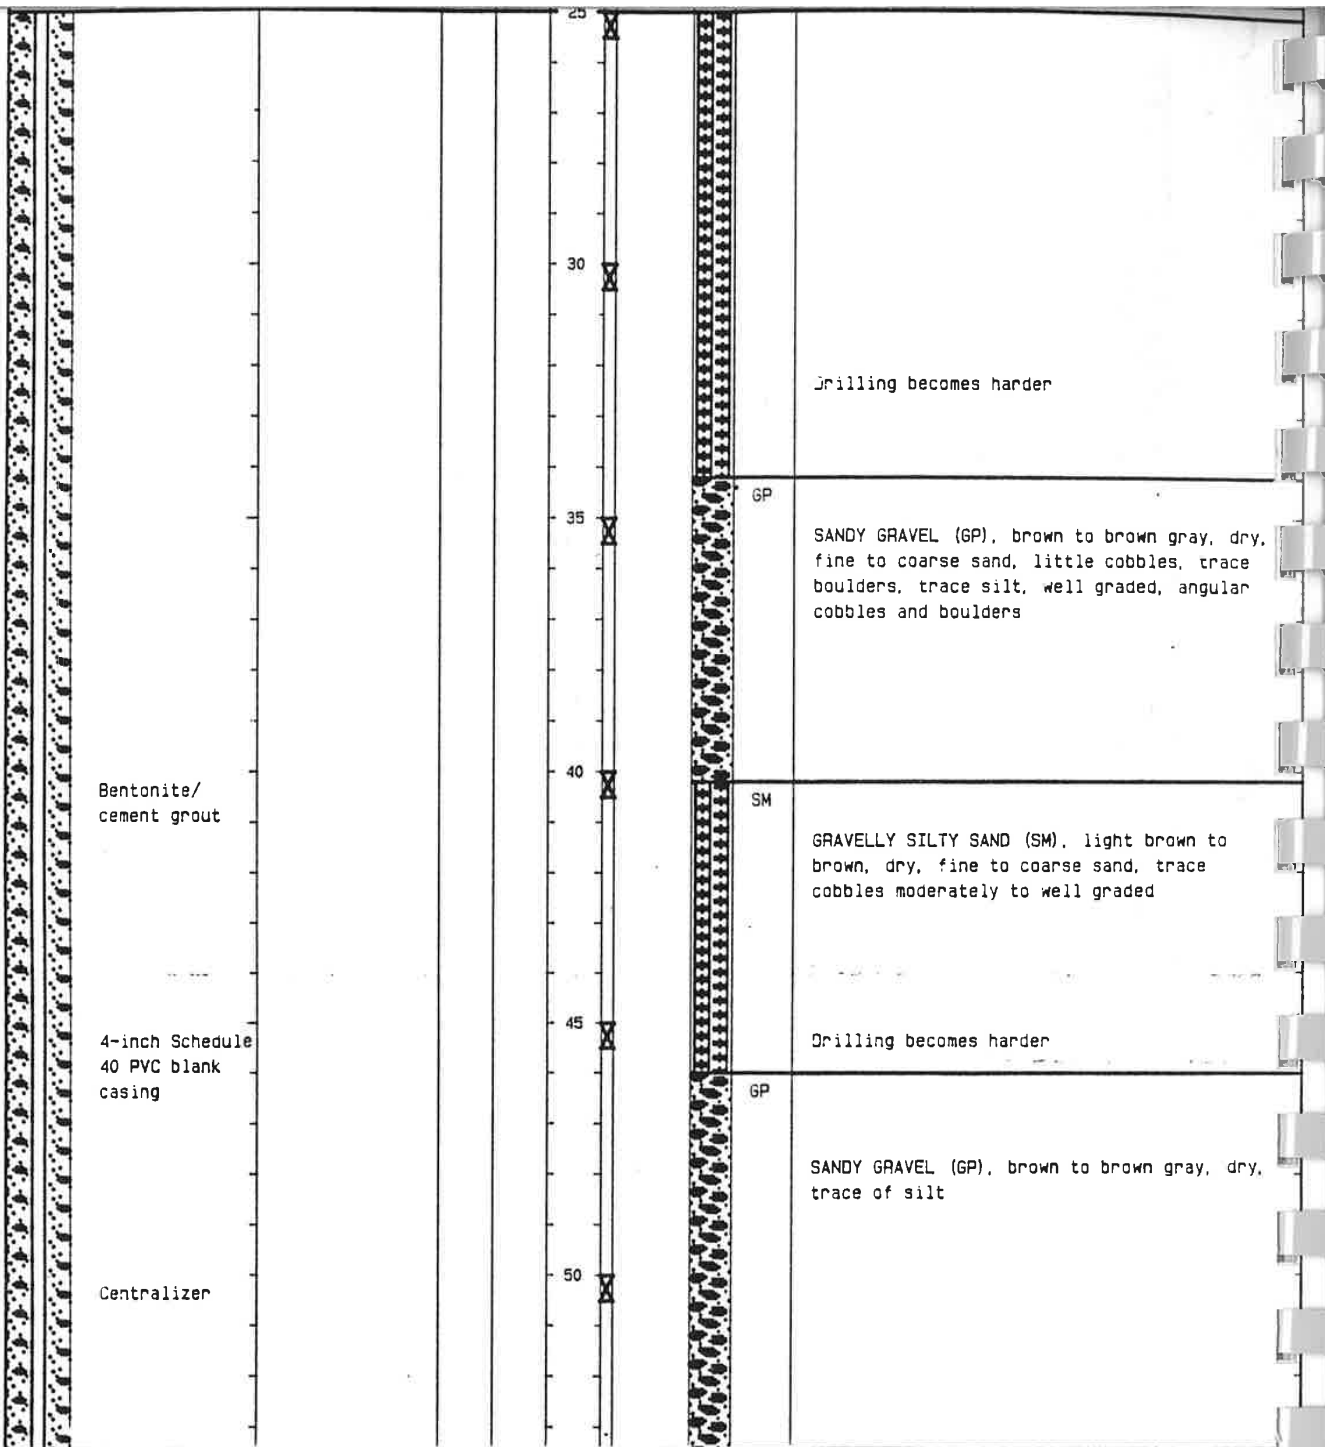 25
30
Drilling becomes harder
GP
35
SANDY GRAVEL (GP), brown to brown gray, dry,
fine to coarse sand, little cobbles, trace
boulders, trace silt, well graded, angular
cobbles and boulders
40
Bentonite/
cement grout
SM
GRAVELLY SILTY SAND (SM), light brown to
brown, dry, fine to coarse sand, trace
cobbles moderately to well graded
45
4-inch Schedule
40 PVC blank
casing
Drilling becomes harder
GP
SANDY GRAVEL (GP), brown to brown gray, dry,
trace of silt
50
Centralizer